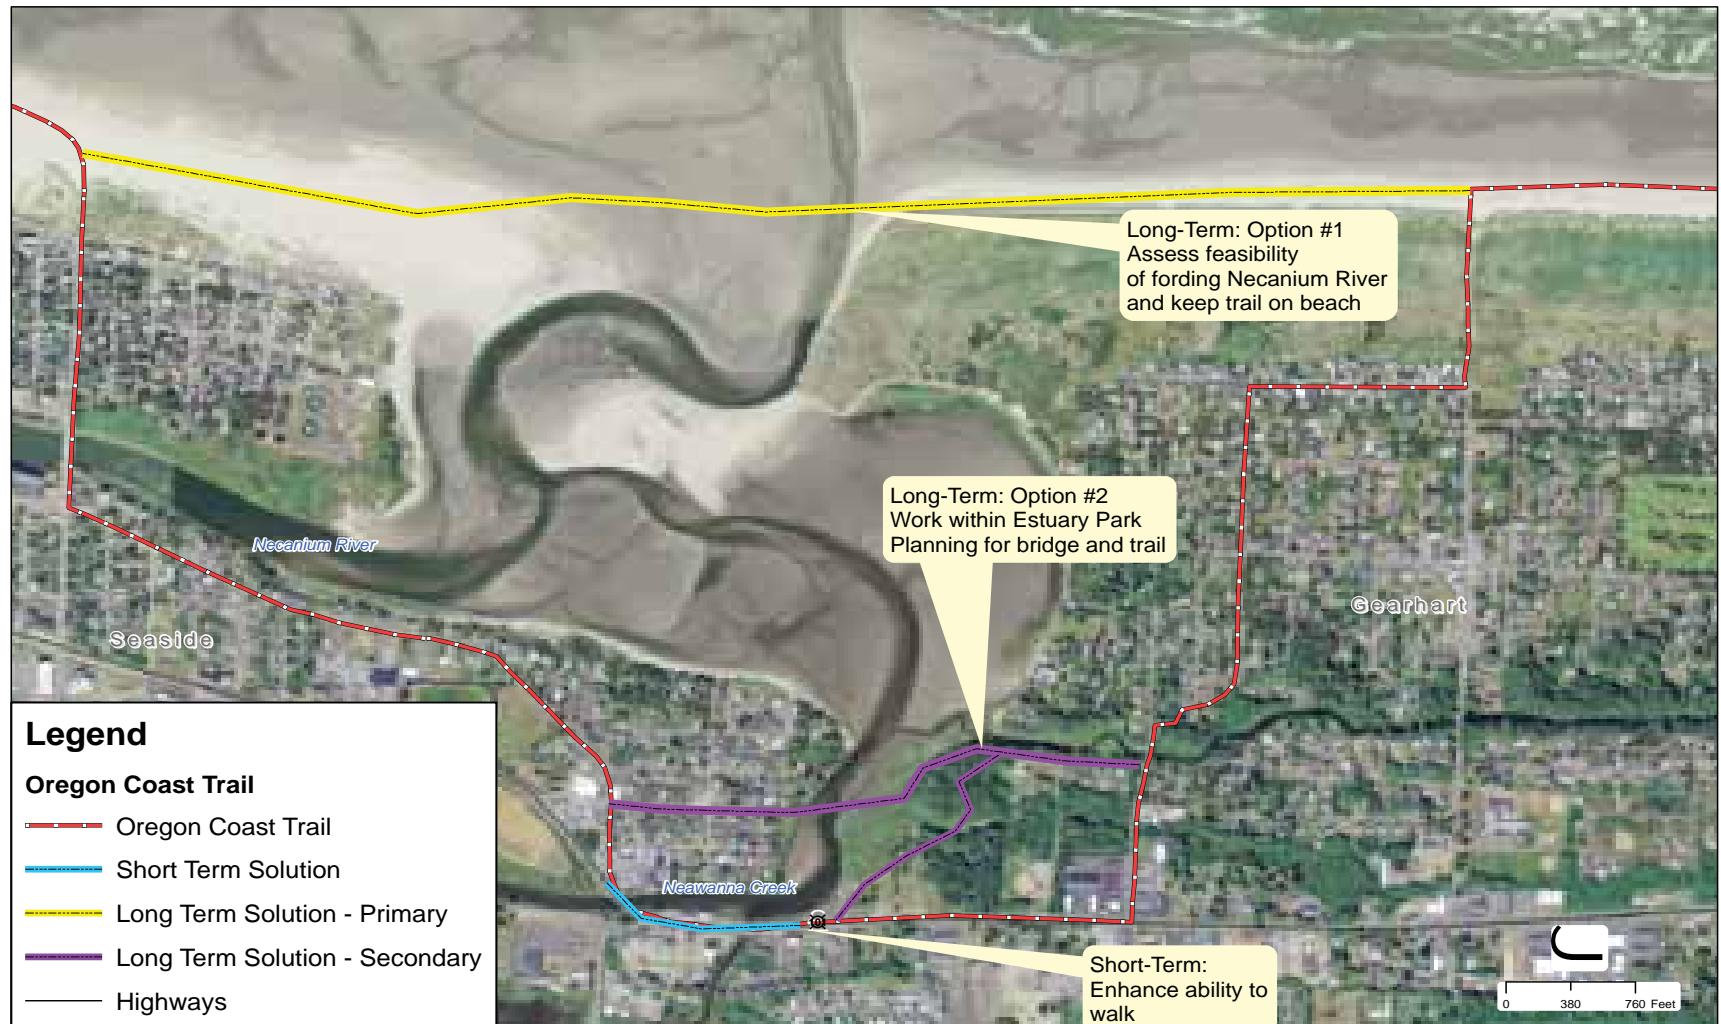 Long-Term: Option #1
Assess feasibility
of fording Necanium River
and keep trail on beach
Long-Term: Option #2
Work within Estuary Park
Planning for bridge and trail
Necanium River
Gearhart
Seaside
Neawanna Creek
Short-Term:
Enhance ability to
walk
Legend
Oregon Coast Trail
Oregon Coast Trail
Short Term Solution
Long Term Solution - Primary
Long Term Solution - Secondary
Highways
0 380 760 Feet